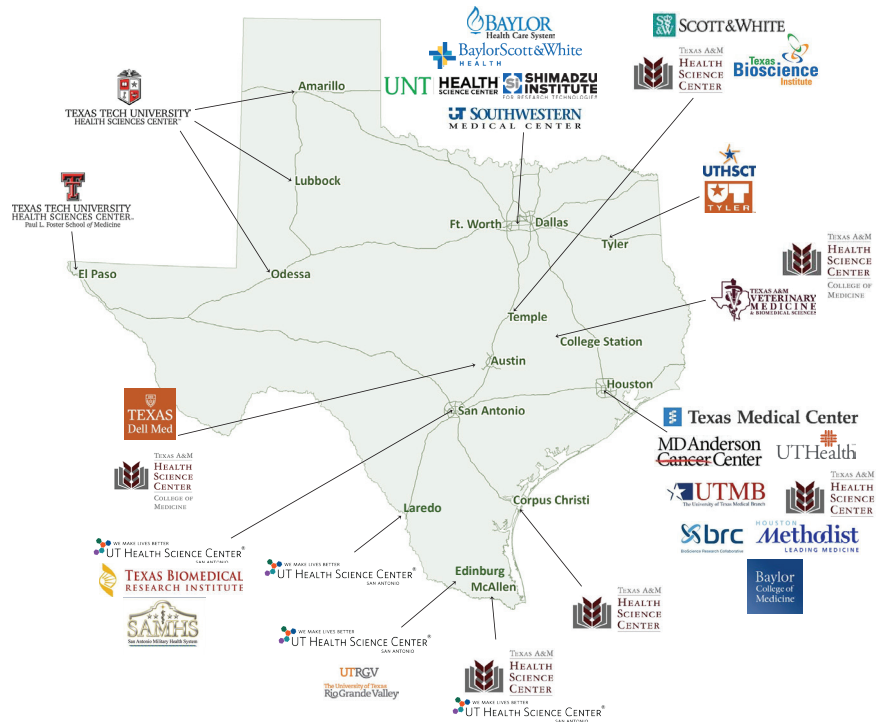 BAYLOR
Health Care System
BaylorScott&White
HEALTH
UNT HEALTH
SCIENCE CENTER
SI SHIMADZU
INSTITUTE
FOR RESEARCH TECHNOLOGIES
UT SOUTHWESTERN
MEDICAL CENTER
S&W
SCOTT&WHITE
TEXAS A&M
HEALTH
SCIENCE
CENTER
Texas
Bioscience
Institute
TEXAS TECH UNIVERSITY
HEALTH SCIENCES CENTER™
TEXAS TECH UNIVERSITY
HEALTH SCIENCES CENTER™
Paul L. Foster School of Medicine
UTHSCT
UT
TYLER
TEXAS A&M
HEALTH
SCIENCE
CENTER
COLLEGE OF
MEDICINE
TEXAS A&M
VETERINARY
MEDICINE
& BIOMEDICAL SCIENCES
Amarillo
Lubbock
Ft. Worth
Dallas
Tyler
El Paso
Odessa
Temple
College Station
Austin
Houston
San Antonio
Laredo
Corpus Christi
Edinburg
McAllen
TEXAS
Dell Med
TEXAS A&M
HEALTH
SCIENCE
CENTER
COLLEGE OF
MEDICINE
Texas Medical Center
MD Anderson
Cancer Center
UTHealth™
UTMB
The University of Texas Medical Branch
TEXAS A&M
HEALTH
SCIENCE
CENTER
brc
BioScience Research Collaborative
HOUSTON
Methodist
LEADING MEDICINE
Baylor
College of
Medicine
WE MAKE LIVES BETTER
UT HEALTH SCIENCE CENTER®
SAN ANTONIO
TEXAS BIOMEDICAL
RESEARCH INSTITUTE
SAMHS
San Antonio Military Health System
WE MAKE LIVES BETTER
UT HEALTH SCIENCE CENTER®
SAN ANTONIO
WE MAKE LIVES BETTER
UT HEALTH SCIENCE CENTER®
SAN ANTONIO
UTRGV
The University of Texas
Rio Grande Valley
TEXAS A&M
HEALTH
SCIENCE
CENTER
TEXAS A&M
HEALTH
SCIENCE
CENTER
WE MAKE LIVES BETTER
UT HEALTH SCIENCE CENTER®
SAN ANTONIO